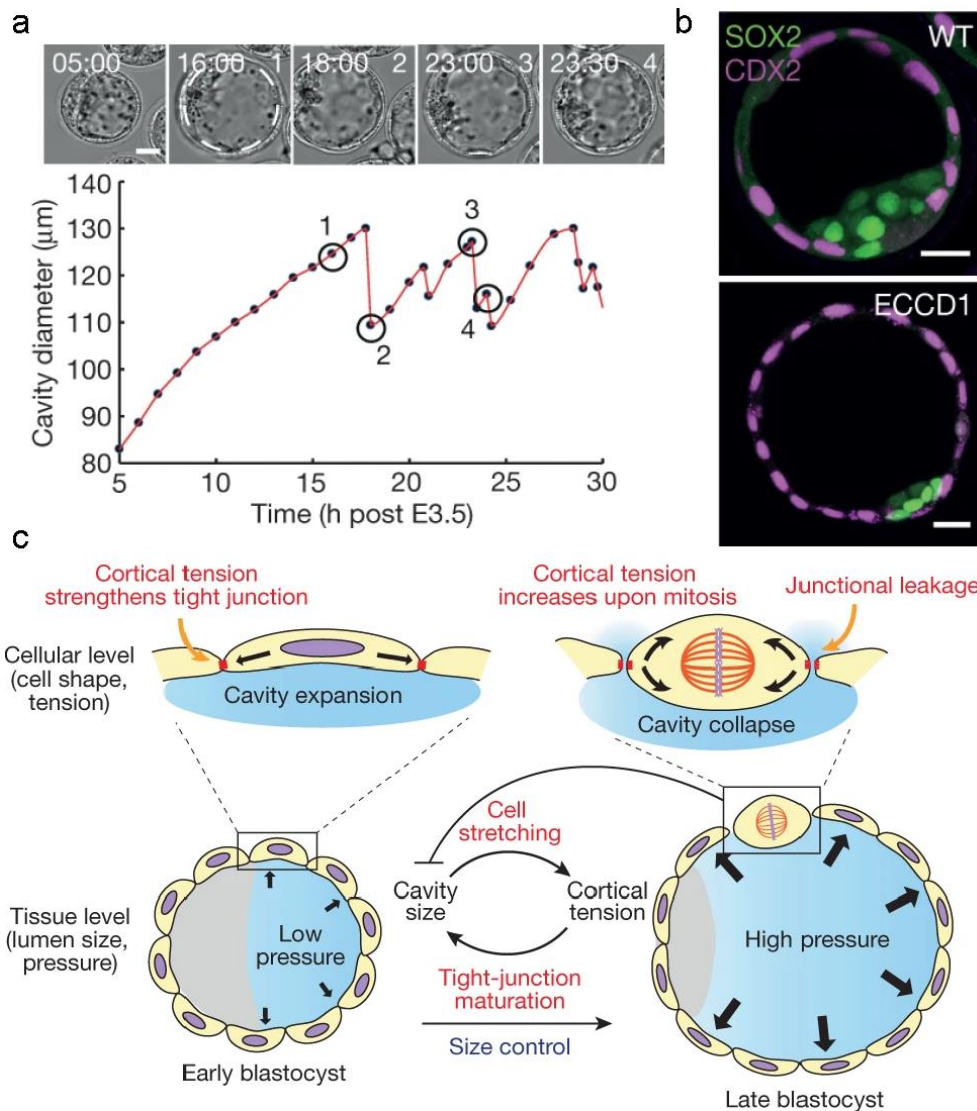 a
05:00
16:00 1
18:00 2
23:00 3
23:30 4
Cavity diameter (μm)
140
130
120
110
100
90
80
1
2
3
4
5
10
15
20
25
30
Time (h post E3.5)
b
SOX2
WT
CDX2
ECCD1
c
Cortical tension
strengthens tight junction
Cortical tension
increases upon mitosis
Junctional leakage
Cellular level
(cell shape,
tension)
Cavity expansion
Cavity collapse
Cell
stretching
Cavity
size
Cortical
tension
Tissue level
(lumen size,
pressure)
Low
pressure
High pressure
Tight-junction
maturation
Size control
Early blastocyst
Late blastocyst